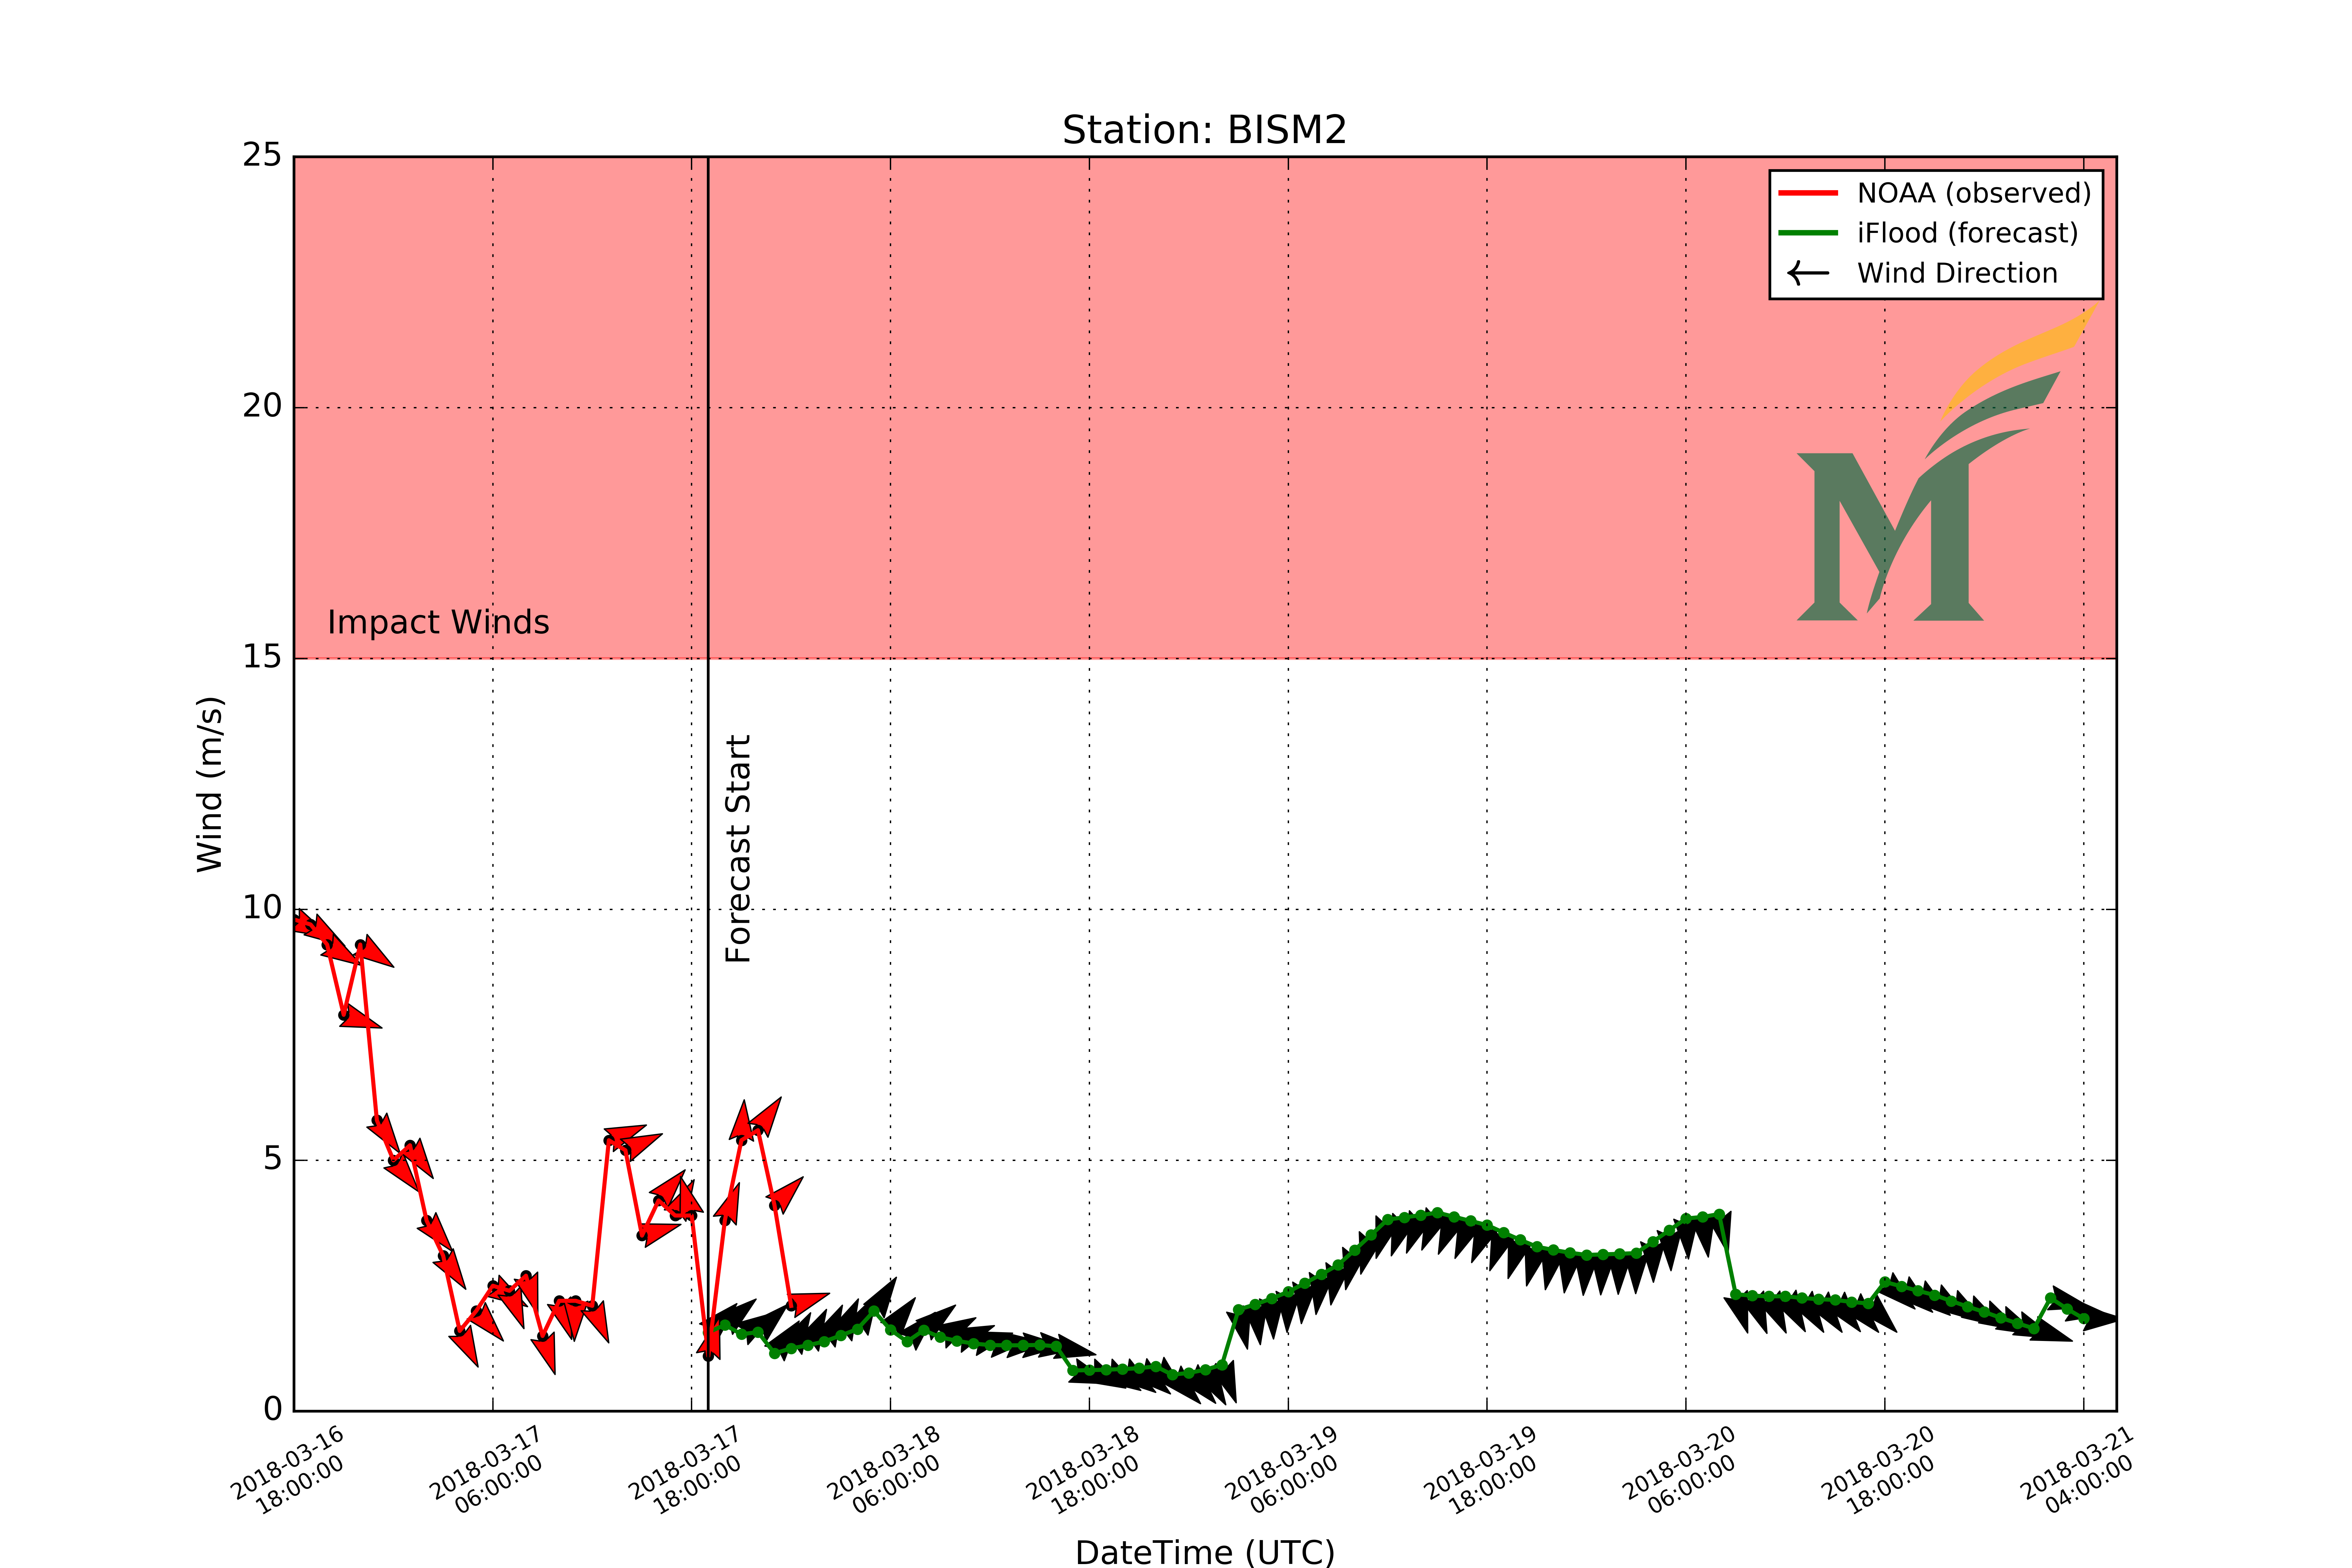 Station: BISM2
25
20
15
10
5
0
Wind (m/s)
NOAA (observed)
iFlood (forecast)
Wind Direction
M
Impact Winds
Forecast Start
2018-03-16
18:00:00
2018-03-17
06:00:00
2018-03-17
18:00:00
2018-03-18
06:00:00
2018-03-18
18:00:00
2018-03-19
06:00:00
2018-03-19
18:00:00
2018-03-20
06:00:00
2018-03-20
18:00:00
2018-03-21
04:00:00
DateTime (UTC)